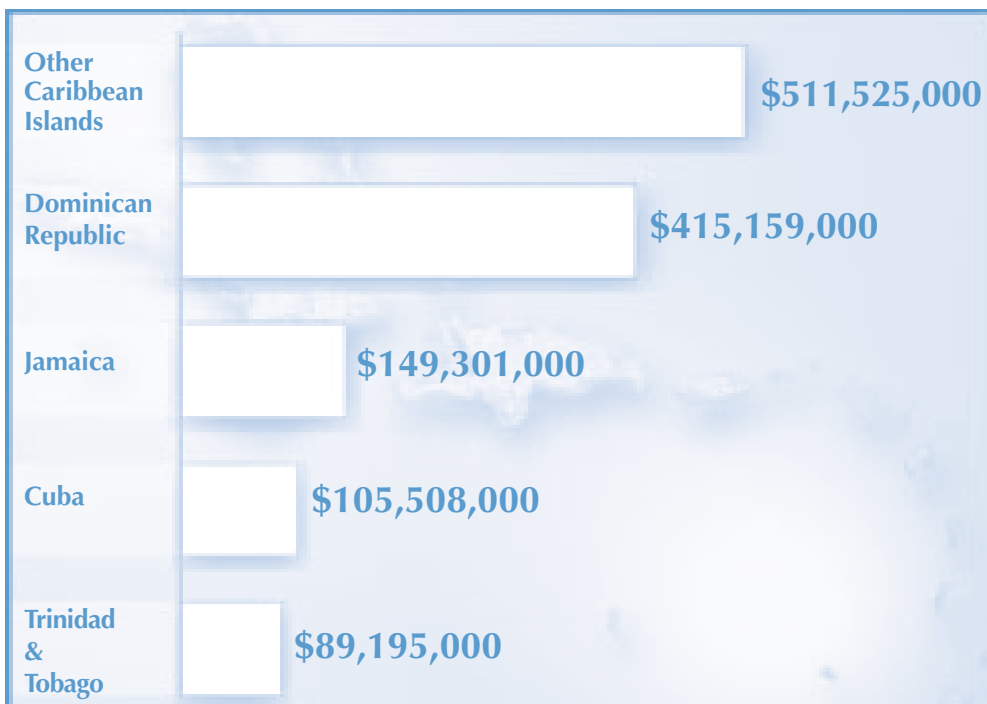 Other
Caribbean
Islands
$511,525,000
Dominican
Republic
$415,159,000
Jamaica
$149,301,000
Cuba
$105,508,000
Trinidad
&
Tobago
$89,195,000